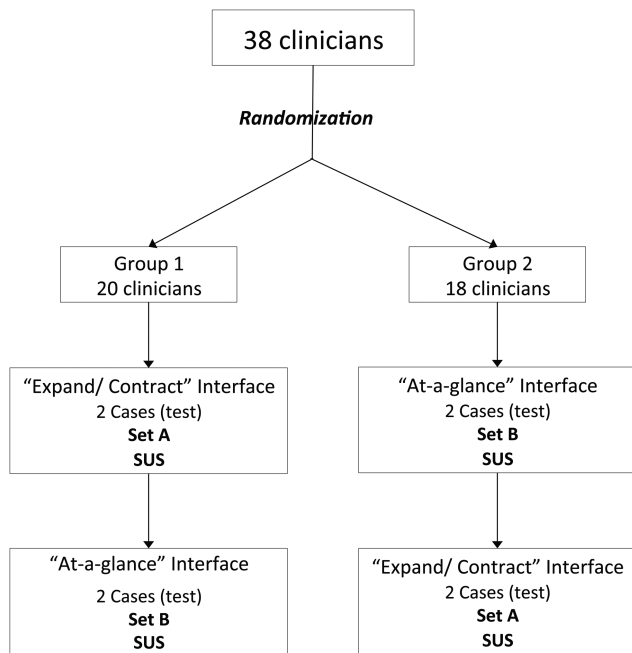 38 clinicians
Randomization
Group 1
20 clinicians
Group 2
18 clinicians
“Expand/ Contract” Interface
2 Cases (test)
Set A
SUS
“At-a-glance” Interface
2 Cases (test)
Set B
SUS
“At-a-glance” Interface
2 Cases (test)
Set B
SUS
“Expand/ Contract” Interface
2 Cases (test)
Set A
SUS